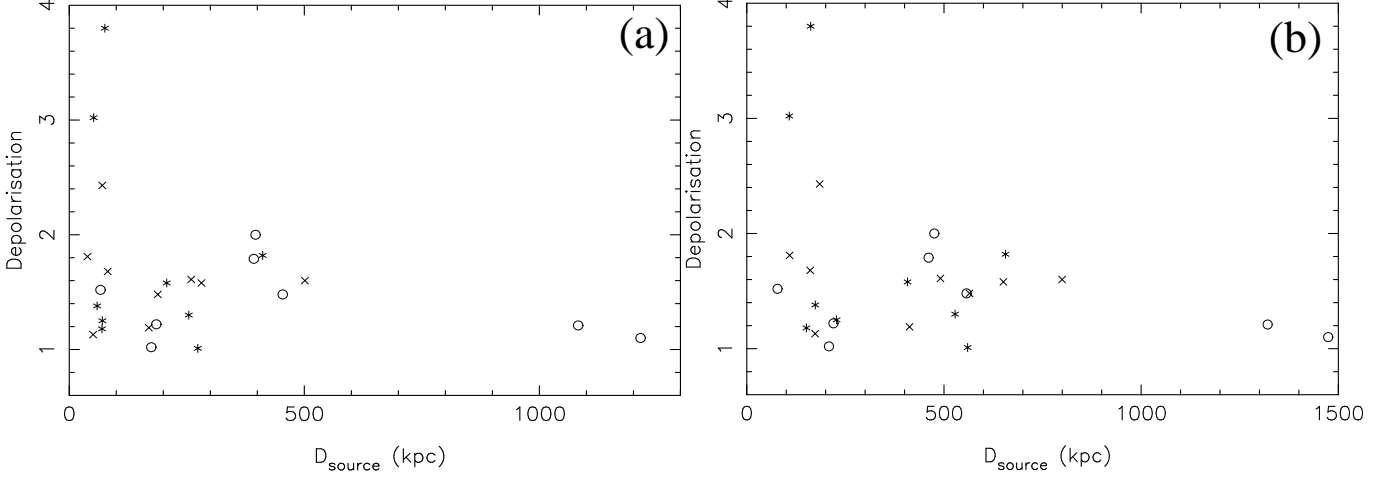 (a)
4
3
2
1
Depolarisation
0 500 1000
D_source (kpc)
(b)
4
3
2
1
Depolarisation
0 500 1000 1500
D_source (kpc)